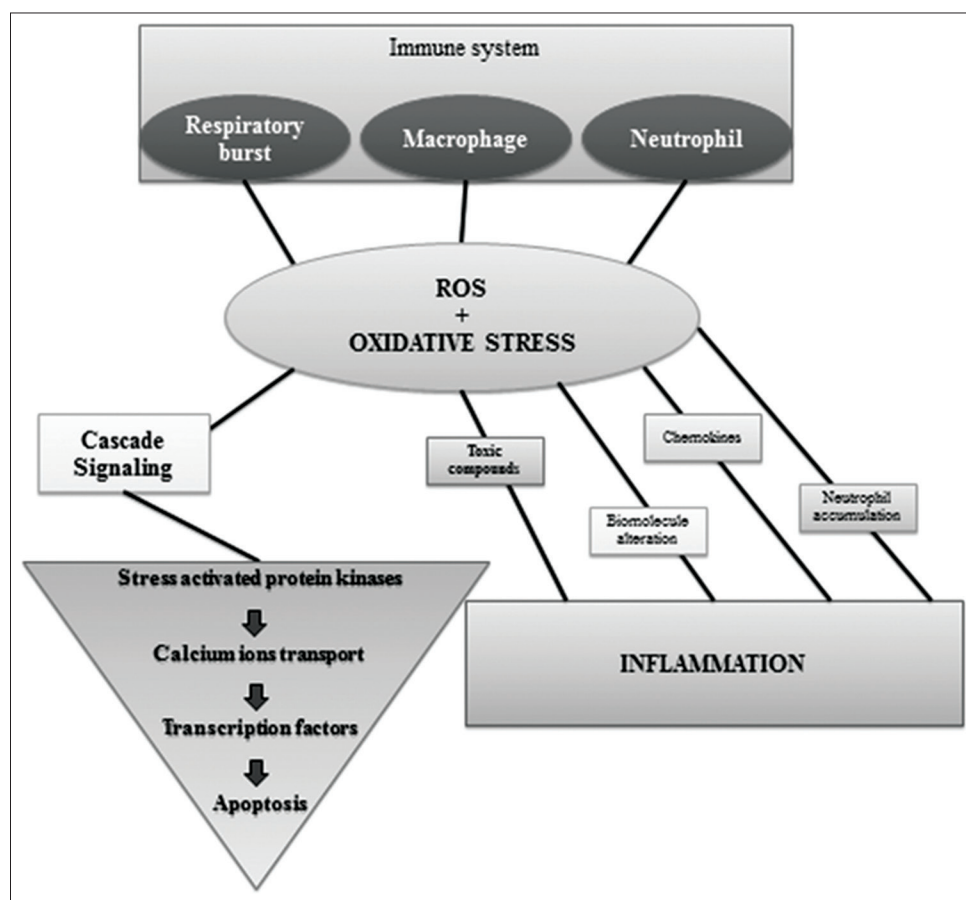 Immune system
Respiratory
burst
Macrophage
Neutrophil
ROS
+
OXIDATIVE STRESS
Cascade
Signaling
Toxic
compounds
Chemokines
Biomolecule
alteration
Neutrophil
accumulation
Stress activated protein kinases
Calcium ions transport
Transcription factors
Apoptosis
INFLAMMATION